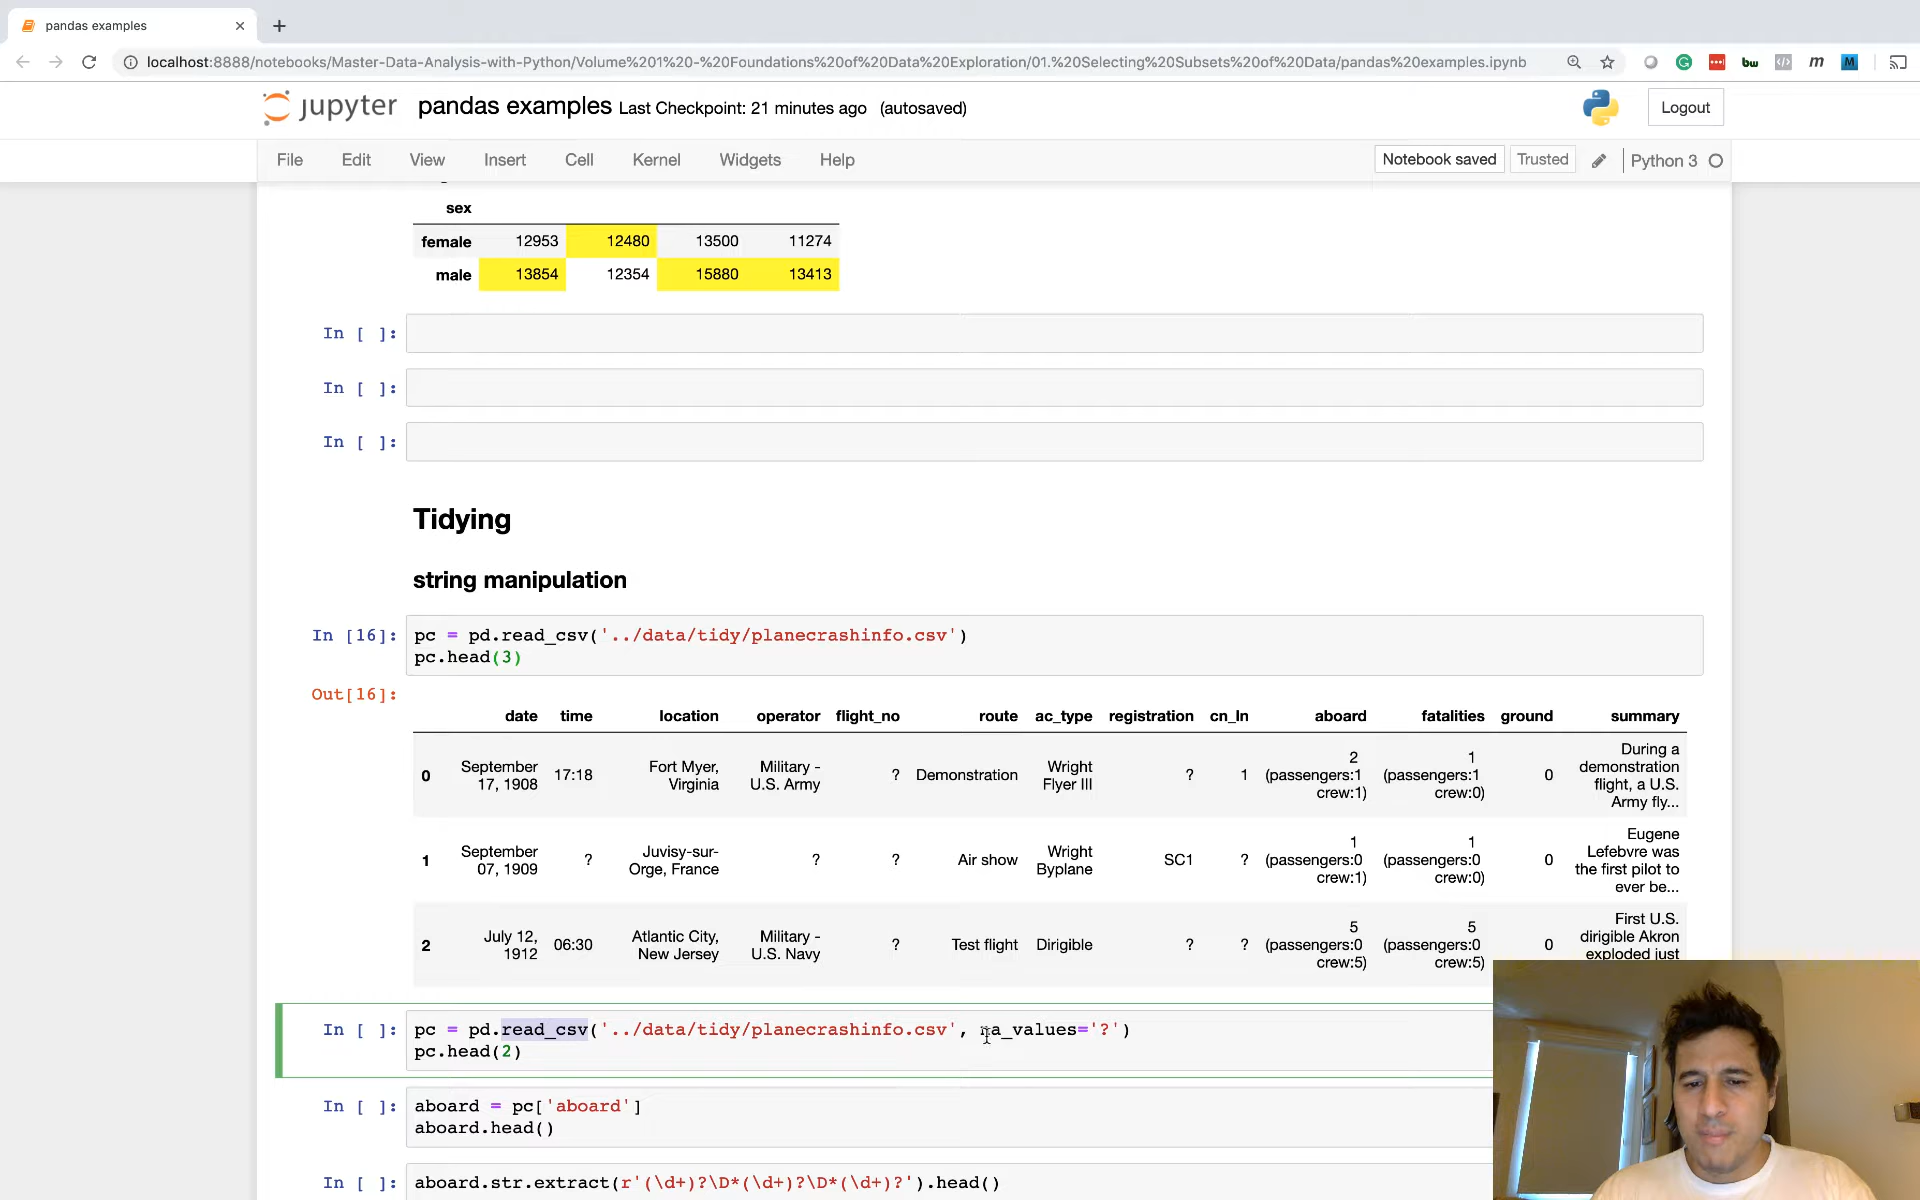 pandas examples
localhost:8888/notebooks/Master-Data-Analysis-with-Python/Volume%201%20-%20Foundations%20of%20Data%20Exploration/01.%20Selecting%20Subsets%20of%20Data/pandas%20examples.ipynb
jupyter pandas examples Last Checkpoint: 21 minutes ago (autosaved) Logout
File Edit View Insert Cell Kernel Widgets Help Notebook saved Trusted Python 3
sex
female 12953 12480 13500 11274
male 13854 12354 15880 13413
In [ ]:
In [ ]:
In [ ]:
Tidying
string manipulation
In [16]: pc = pd.read_csv('../data/tidy/planecrashinfo.csv')
pc.head(3)
Out[16]:
date time location operator flight_no route ac_type registration cn_ln aboard fatalities ground summary
0 September 17, 1908 17:18 Fort Myer, Virginia Military - U.S. Army ? Demonstration Wright Flyer III ? 1 2 (passengers:1 crew:1) 1 (passengers:1 crew:0) 0 During a demonstration flight, a U.S. Army fly...
1 September 07, 1909 ? Juvisy-sur-Orge, France ? ? Air show Wright Byplane SC1 ? 1 (passengers:0 crew:1) 1 (passengers:0 crew:0) 0 Eugene Lefebvre was the first pilot to ever be...
2 July 12, 1912 06:30 Atlantic City, New Jersey Military - U.S. Navy ? Test flight Dirigible ? ? 5 (passengers:0 crew:5) 5 (passengers:0 crew:5) 0 First U.S. dirigible Akron exploded just
In [ ]: pc = pd.read_csv('../data/tidy/planecrashinfo.csv', na_values='?')
pc.head(2)
In [ ]: aboard = pc['aboard']
aboard.head()
In [ ]: aboard.str.extract(r'(\d+)?\D*(\d+)?\D*(\d+)?').head()